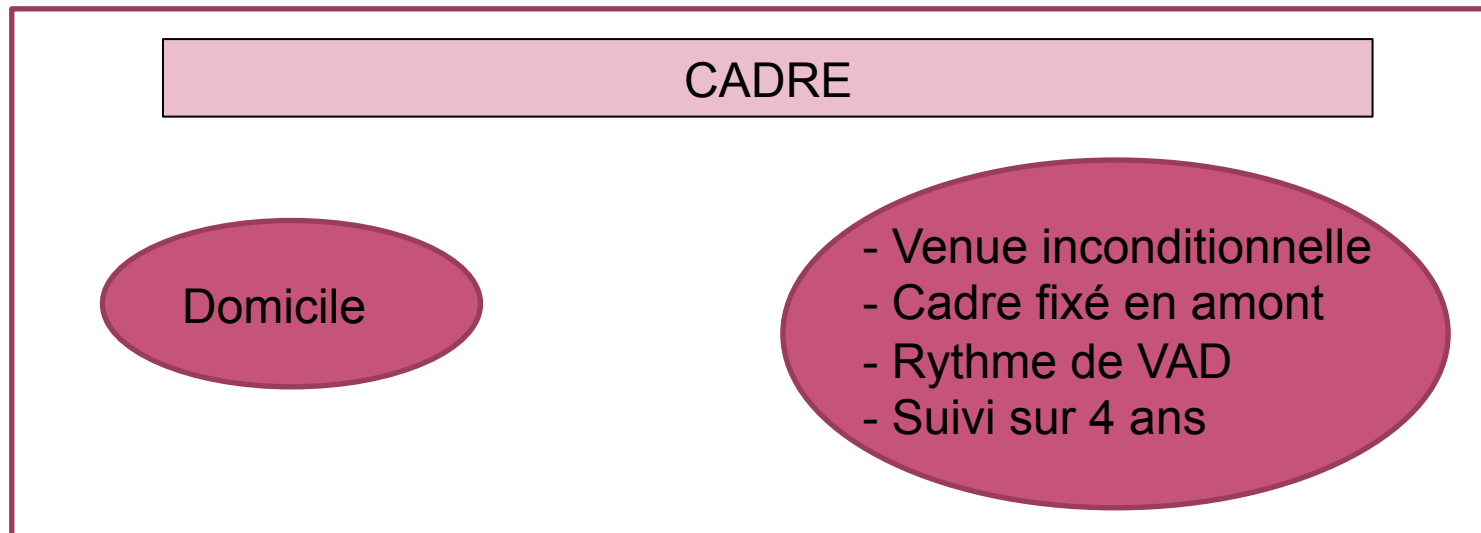 CADRE
Domicile
- Venue inconditionnelle
- Cadre fixé en amont
- Rythme de VAD
- Suivi sur 4 ans